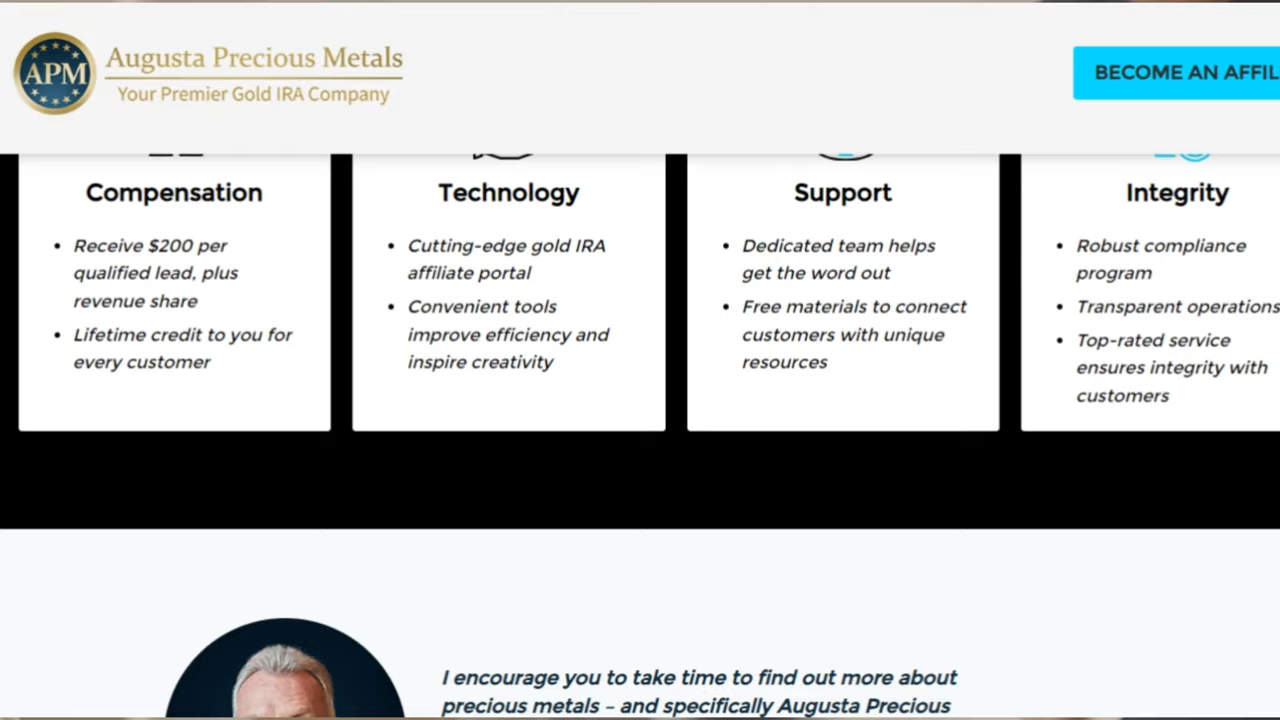 APM
Augusta Precious Metals
Your Premier Gold IRA Company
BECOME AN AFFIL
Compensation
• Receive $200 per
qualified lead, plus
revenue share
• Lifetime credit to you for
every customer
Technology
• Cutting-edge gold IRA
affiliate portal
• Convenient tools
improve efficiency and
inspire creativity
Support
• Dedicated team helps
get the word out
• Free materials to connect
customers with unique
resources
Integrity
• Robust compliance
program
• Transparent operations
• Top-rated service
ensures integrity with
customers
I encourage you to take time to find out more about
precious metals – and specifically Augusta Precious